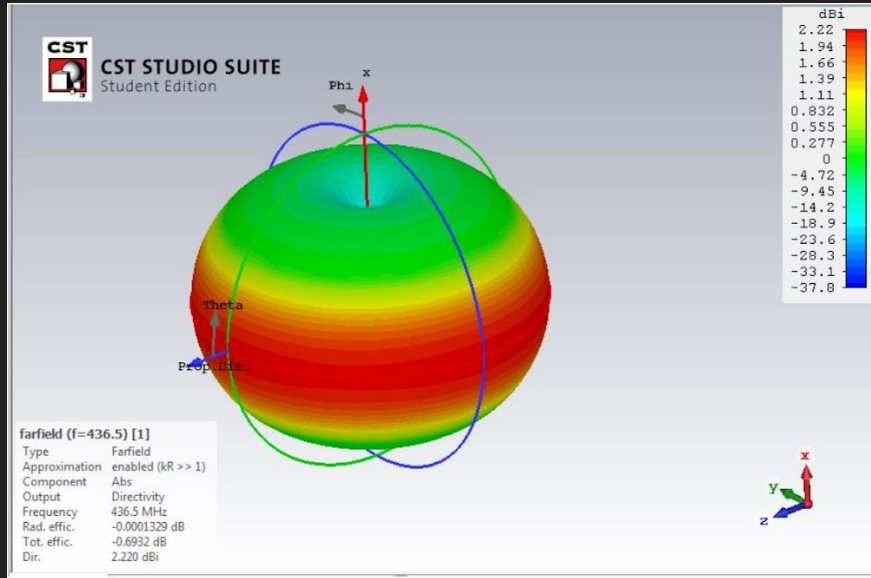 CST
CST STUDIO SUITE
Student Edition
dBi
2.22
1.94
1.66
1.39
1.11
0.832
0.555
0.277
0
-4.72
-9.45
-14.2
-18.9
-23.6
-28.3
-33.1
-37.8
x
Phi
Theta
Prop.Dir.
farfield (f=436.5) [1]
Type Farfield
Approximation enabled (kR >> 1)
Component Abs
Output Directivity
Frequency 436.5 MHz
Rad. effic. -0.0001329 dB
Tot. effic. -0.6932 dB
Dir. 2.220 dBi
x
y
z